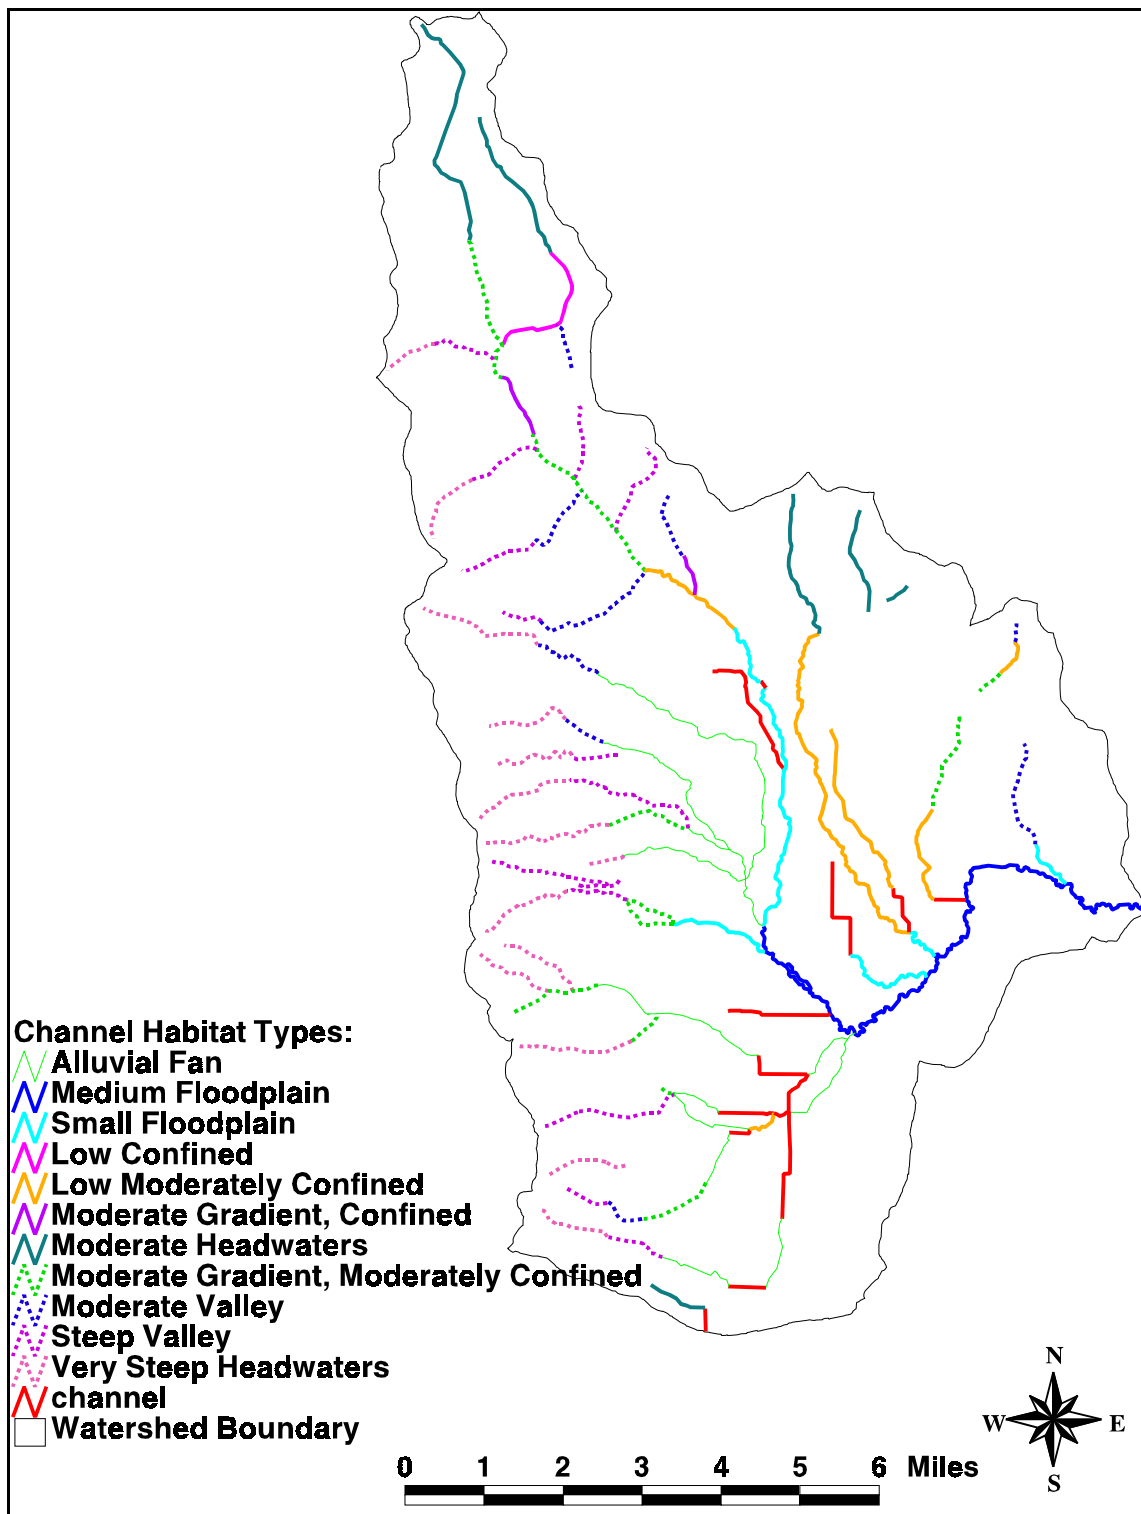 Channel Habitat Types:
Alluvial Fan
Medium Floodplain
Small Floodplain
Low Confined
Low Moderately Confined
Moderate Gradient, Confined
Moderate Headwaters
Moderate Gradient, Moderately Confined
Moderate Valley
Steep Valley
Very Steep Headwaters
channel
Watershed Boundary
N
W E
S
0 1 2 3 4 5 6 Miles